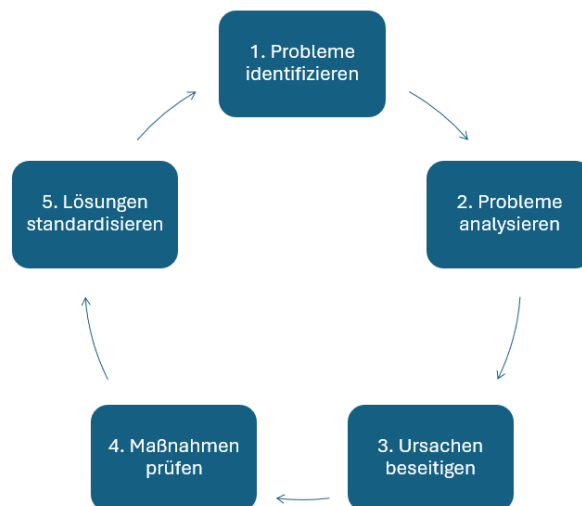 1. Probleme
identifizieren
2. Probleme
analysieren
3. Ursachen
beseitigen
4. Maßnahmen
prüfen
5. Lösungen
standardisieren